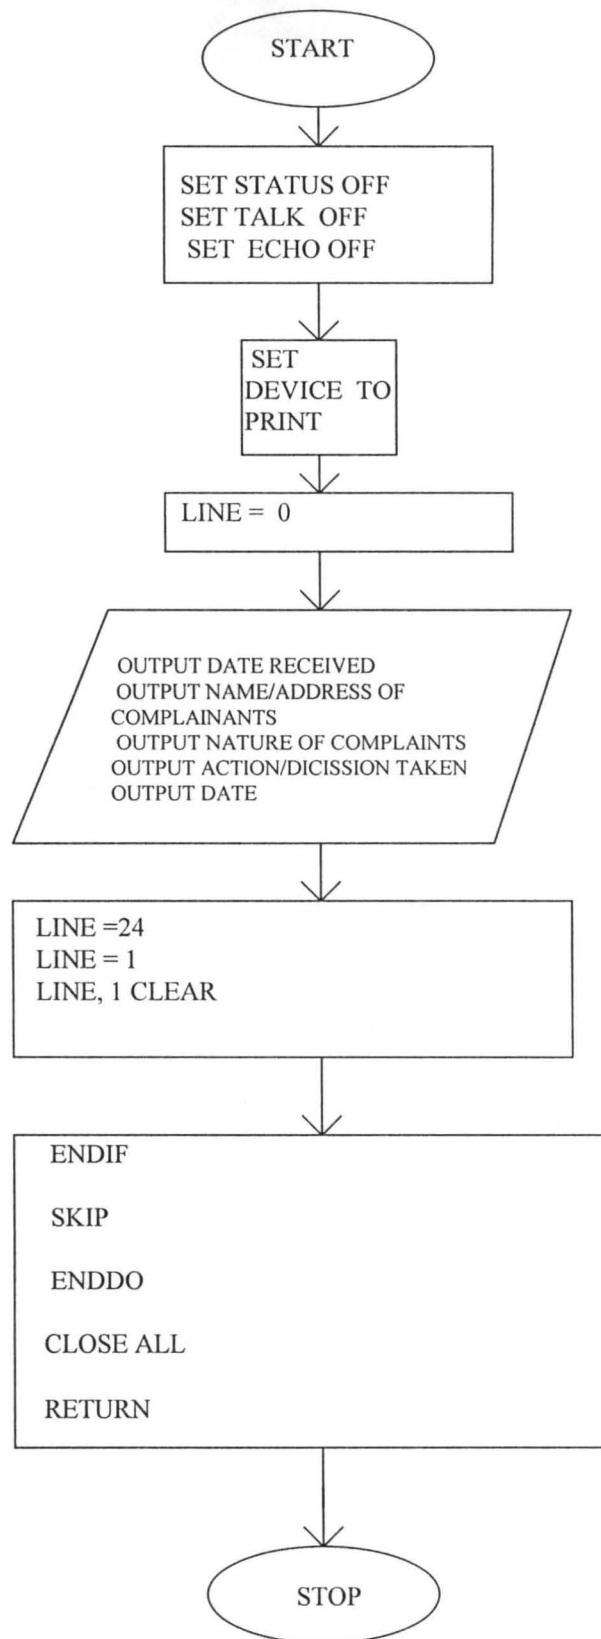 START
SET STATUS OFF
SET TALK OFF
SET ECHO OFF
SET
DEVICE TO
PRINT
LINE = 0
OUTPUT DATE RECEIVED
OUTPUT NAME/ADDRESS OF
COMPLAINANTS
OUTPUT NATURE OF COMPLAINTS
OUTPUT ACTION/DICISSION TAKEN
OUTPUT DATE
LINE =24
LINE = 1
LINE, 1 CLEAR
ENDIF
SKIP
ENDDO
CLOSE ALL
RETURN
STOP